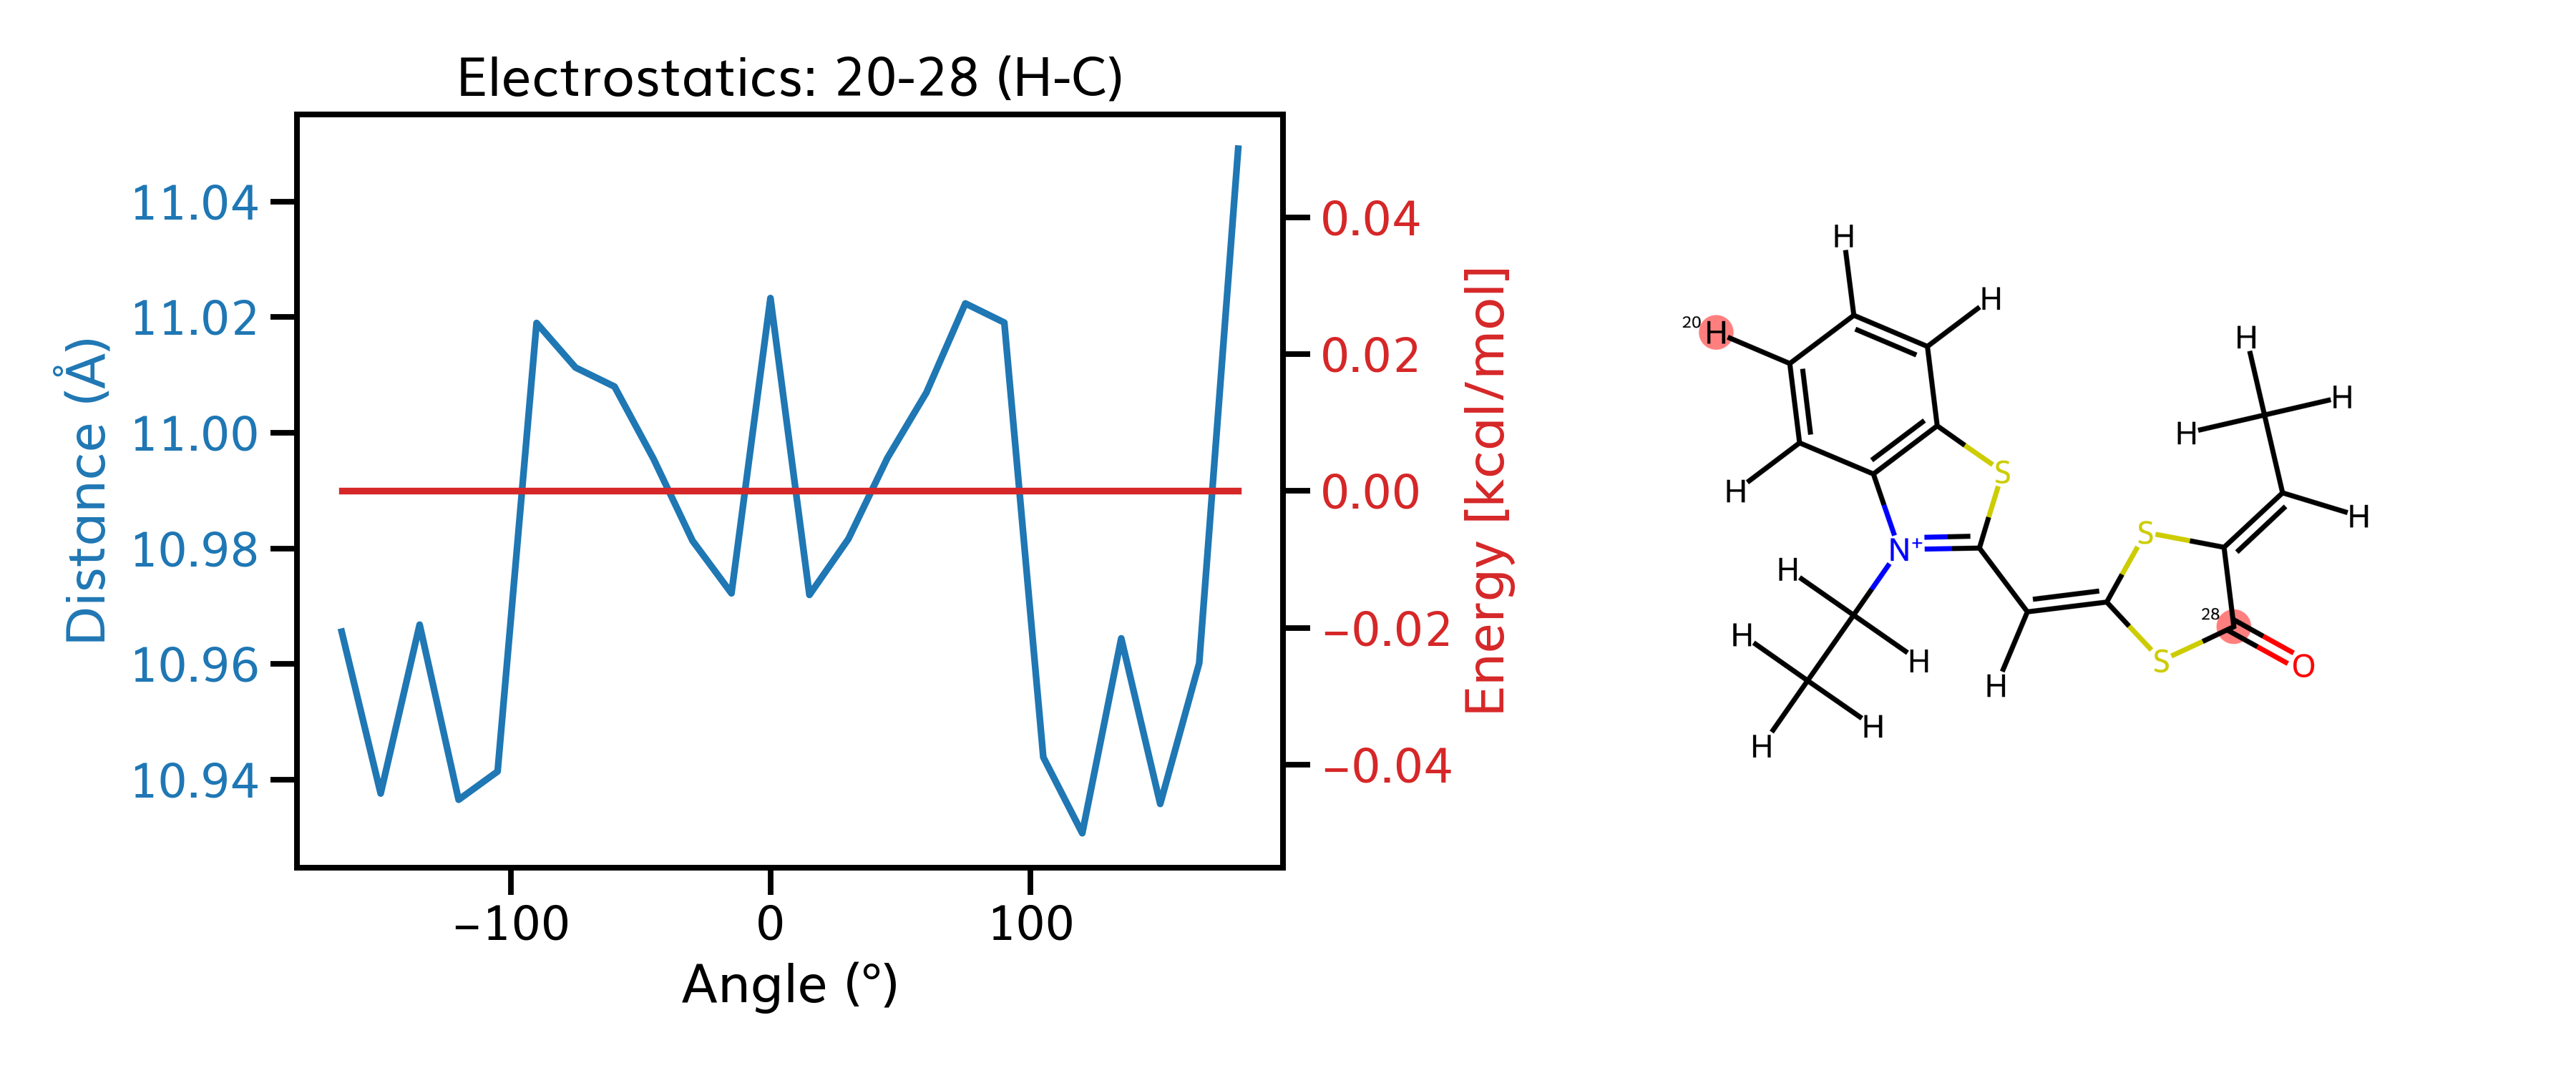 Electrostatics: 20-28 (H-C)
Distance (Å)
11.04
11.02
11.00
10.98
10.96
10.94
−100
0
100
Angle (°)
0.04
0.02
0.00
−0.02
−0.04
Energy [kcal/mol]
H
H
20 H
H
H
H
S
H
S
H
N+
H
28
H
H
S
O
H
H
H